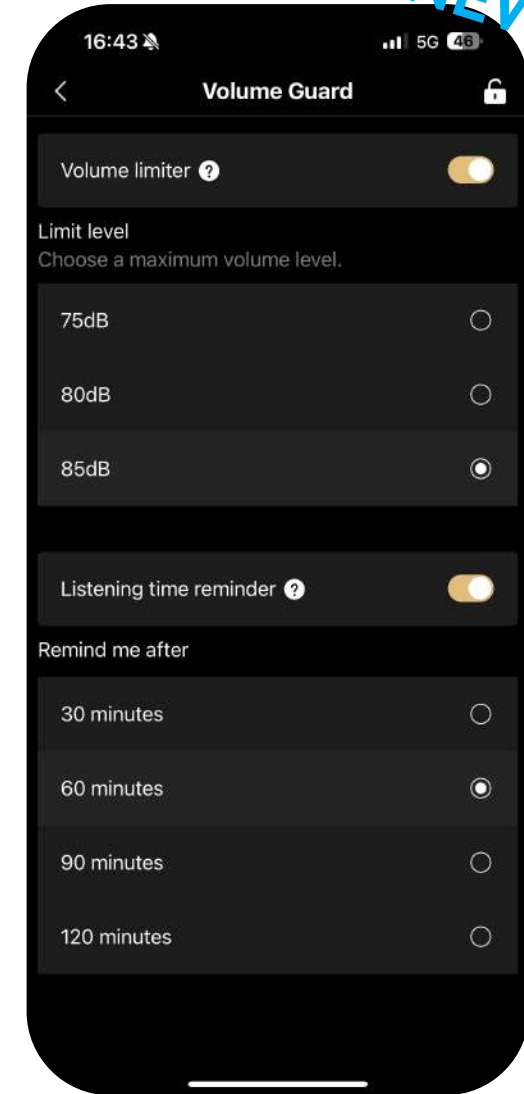 NEW
16:43
5G 46
Volume Guard
Volume limiter ?
Limit level
Choose a maximum volume level.
75dB
80dB
85dB
Listening time reminder ?
Remind me after
30 minutes
60 minutes
90 minutes
120 minutes